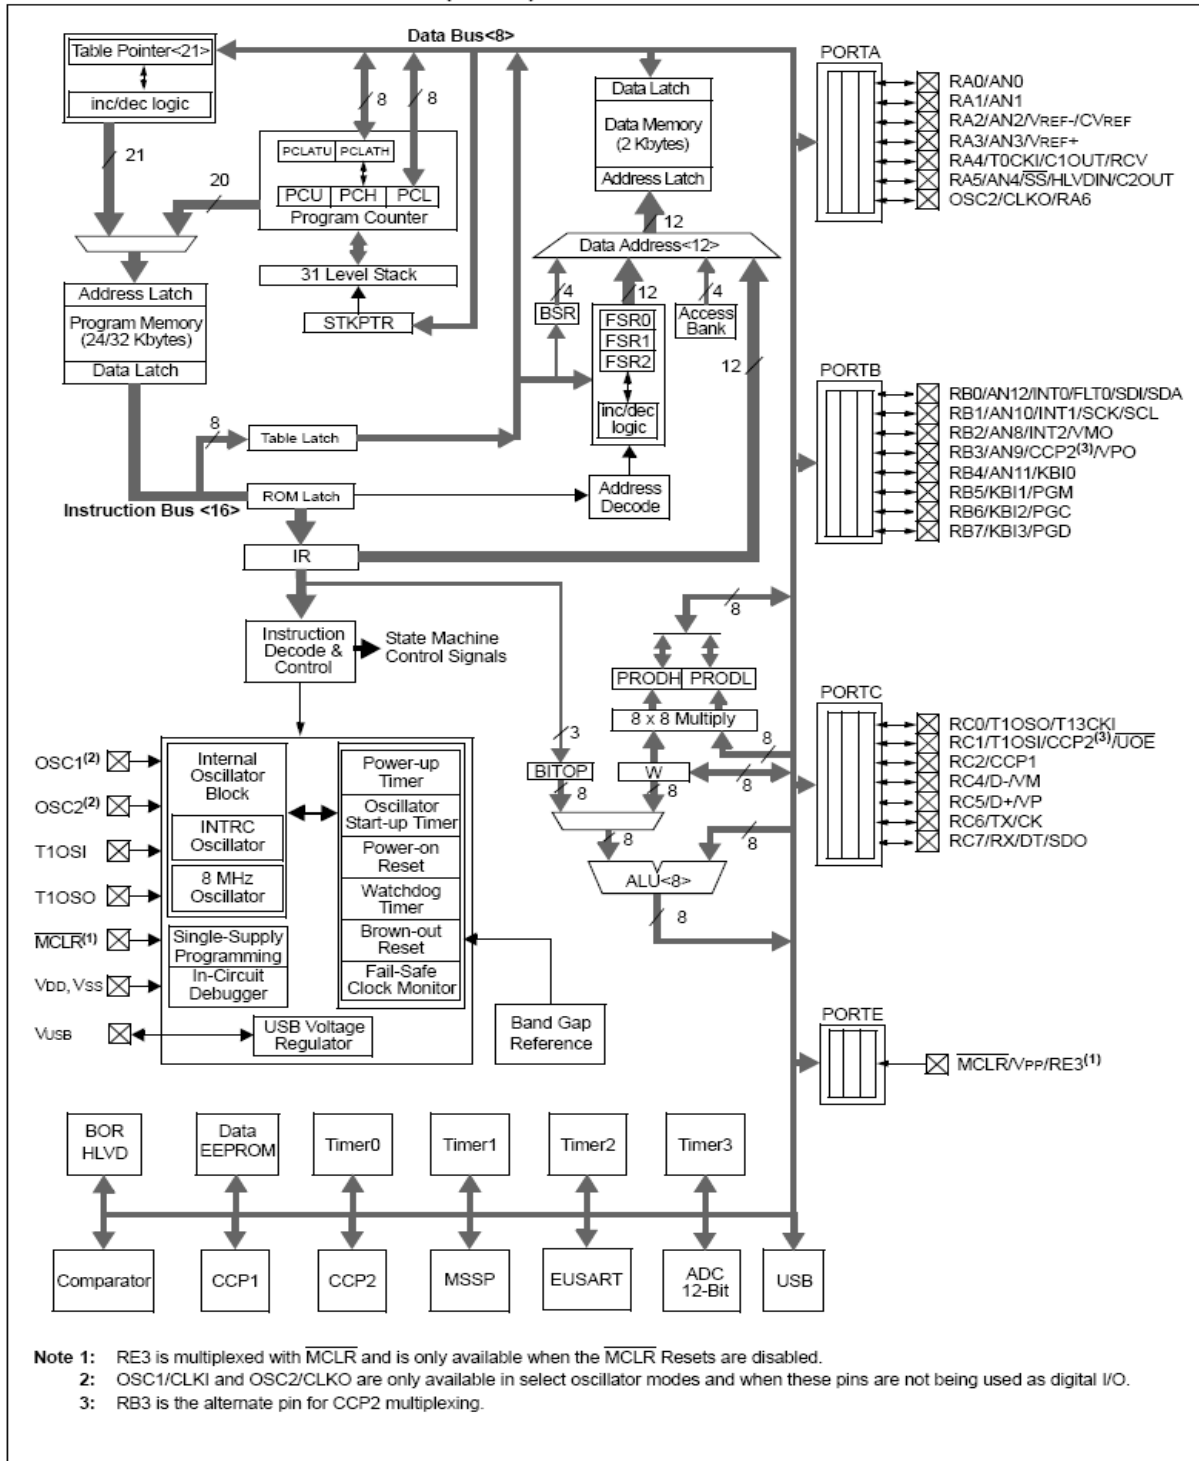 Data Bus<8>
Table Pointer<21>
inc/dec logic
21
20
8
8
PCLATU PCLATH
PCU PCH PCL
Program Counter
31 Level Stack
STKPTR
Address Latch
Program Memory
(24/32 Kbytes)
Data Latch
8
Table Latch
ROM Latch
Instruction Bus <16>
IR
Data Latch
Data Memory
(2 Kbytes)
Address Latch
12
Data Address<12>
4
12
4
BSR
FSR0
FSR1
FSR2
inc/dec
logic
Access
Bank
12
Address
Decode
Instruction
Decode &
Control
State Machine
Control Signals
8
PRODH PRODL
8 x 8 Multiply
3
8
BITOP
W
8
8
8
8
8
ALU<8>
8
OSC1(2)
OSC2(2)
T1OSI
T1OSO
M̅C̅L̅R̅(1)
VDD, VSS
VUSB
Internal
Oscillator
Block
INTRC
Oscillator
8 MHz
Oscillator
Single-Supply
Programming
In-Circuit
Debugger
Power-up
Timer
Oscillator
Start-up Timer
Power-on
Reset
Watchdog
Timer
Brown-out
Reset
Fail-Safe
Clock Monitor
USB Voltage
Regulator
Band Gap
Reference
PORTA
RA0/AN0
RA1/AN1
RA2/AN2/VREF-/CVREF
RA3/AN3/VREF+
RA4/T0CKI/C1OUT/RCV
RA5/AN4/S̅S̅/HLVDIN/C2OUT
OSC2/CLKO/RA6
PORTB
RB0/AN12/INT0/FLT0/SDI/SDA
RB1/AN10/INT1/SCK/SCL
RB2/AN8/INT2/VMO
RB3/AN9/CCP2(3)/VPO
RB4/AN11/KBI0
RB5/KBI1/PGM
RB6/KBI2/PGC
RB7/KBI3/PGD
PORTC
RC0/T1OSO/T13CKI
RC1/T1OSI/CCP2(3)/U̅O̅E̅
RC2/CCP1
RC4/D-/VM
RC5/D+/VP
RC6/TX/CK
RC7/RX/DT/SDO
PORTE
M̅C̅L̅R̅/VPP/RE3(1)
BOR
HLVD
Data
EEPROM
Timer0
Timer1
Timer2
Timer3
Comparator
CCP1
CCP2
MSSP
EUSART
ADC
12-Bit
USB
Note 1: RE3 is multiplexed with M̅C̅L̅R̅ and is only available when the M̅C̅L̅R̅ Resets are disabled.
2: OSC1/CLKI and OSC2/CLKO are only available in select oscillator modes and when these pins are not being used as digital I/O.
3: RB3 is the alternate pin for CCP2 multiplexing.